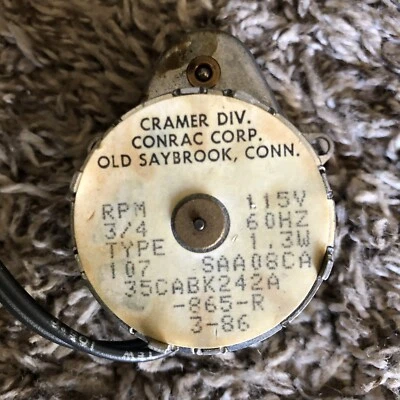 CRAMER DIV.
CONRAC CORP.
OLD SAYBROOK, CONN.
RPM 115V
3/4 60HZ
TYPE 1.3W
107 SAA08CA
35CABK242A
-865-R
3-86